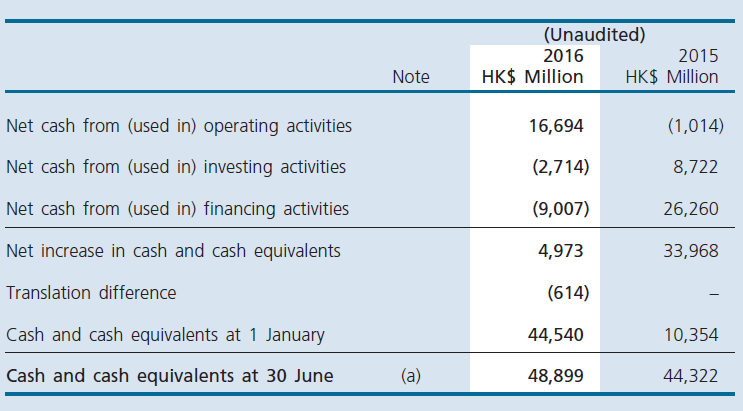 (Unaudited)
2016 2015
Note HK$ Million HK$ Million
Net cash from (used in) operating activities 16,694 (1,014)
Net cash from (used in) investing activities (2,714) 8,722
Net cash from (used in) financing activities (9,007) 26,260
Net increase in cash and cash equivalents 4,973 33,968
Translation difference (614) –
Cash and cash equivalents at 1 January 44,540 10,354
Cash and cash equivalents at 30 June (a) 48,899 44,322